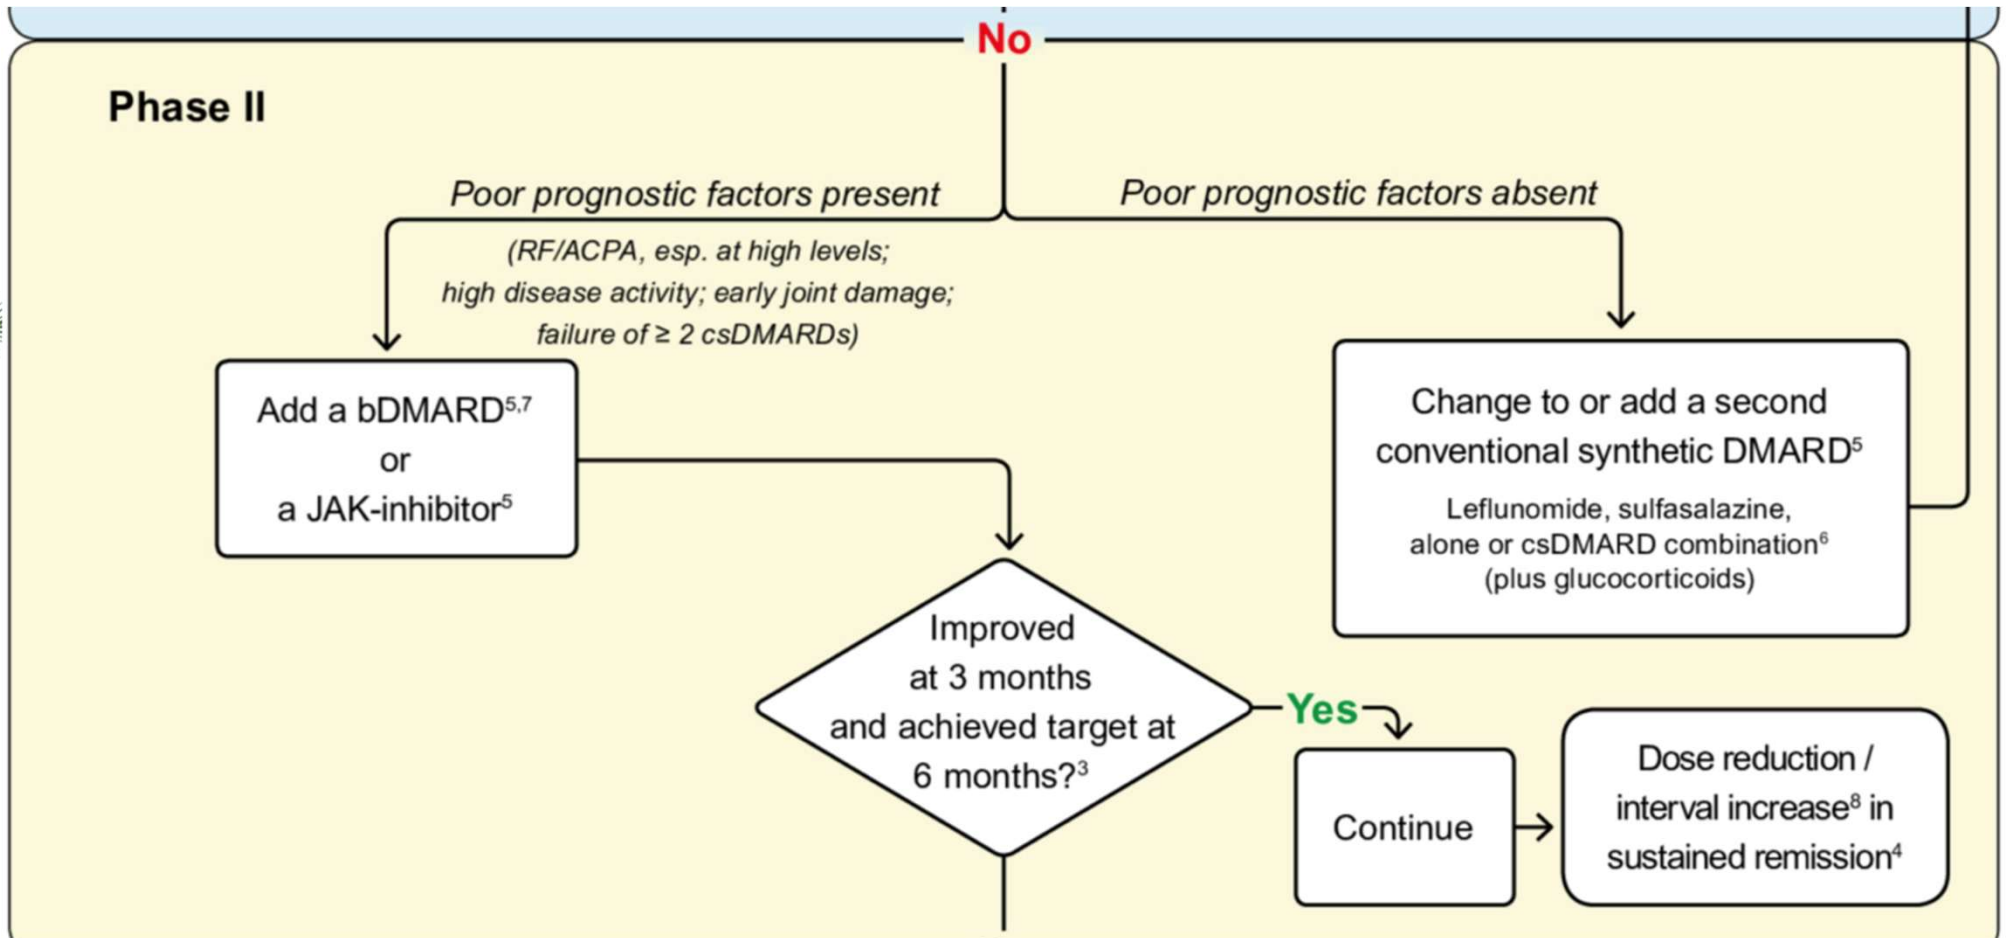 No
Phase II
Poor prognostic factors present
Poor prognostic factors absent
(RF/ACPA, esp. at high levels;
high disease activity; early joint damage;
failure of ≥ 2 csDMARDs)
Add a bDMARD⁵,⁷
or
a JAK-inhibitor⁵
Change to or add a second
conventional synthetic DMARD⁵
Leflunomide, sulfasalazine,
alone or csDMARD combination⁶
(plus glucocorticoids)
Improved
at 3 months
and achieved target at
6 months?³
Yes
Continue
Dose reduction /
interval increase⁸ in
sustained remission⁴